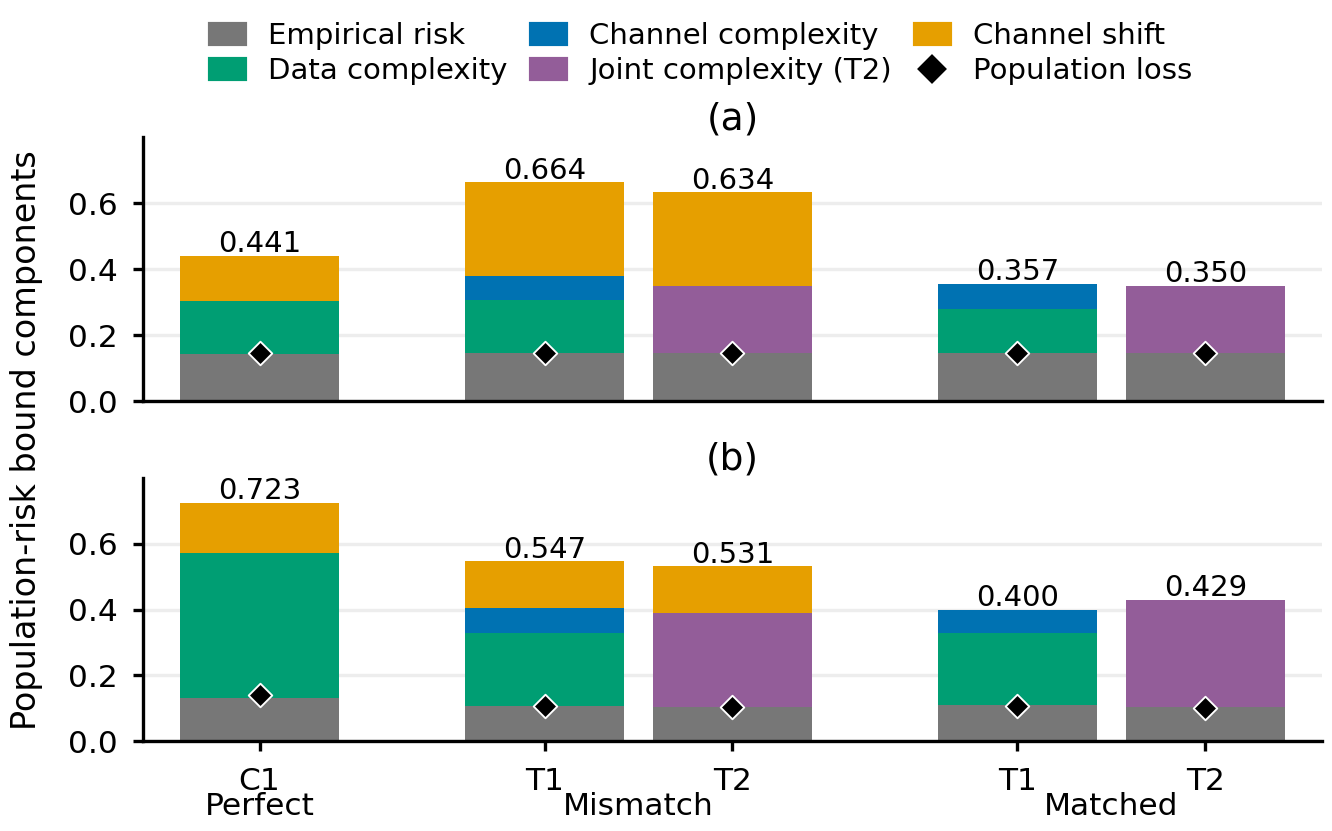 Empirical risk
Channel complexity
Channel shift
Data complexity
Joint complexity (T2)
Population loss
(a)
Population-risk bound components
0.6
0.4
0.2
0.0
0.441
0.664
0.634
0.357
0.350
(b)
0.6
0.4
0.2
0.0
0.723
0.547
0.531
0.400
0.429
C1
T1
T2
T1
T2
Perfect
Mismatch
Matched